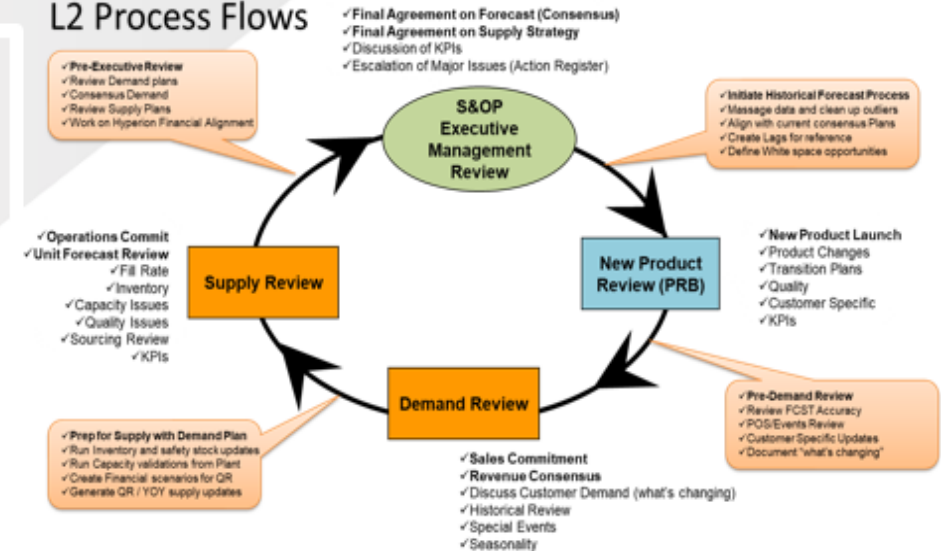 L2 Process Flows
✓Final Agreement on Forecast (Consensus)
✓Final Agreement on Supply Strategy
✓Discussion of KPIs
✓Escalation of Major Issues (Action Register)
✓Pre-Executive Review
✓Review Demand plans
✓Consensus Demand
✓Review Supply Plans
✓Work on Hyperion Financial Alignment
S&OP
Executive
Management
Review
✓Initiate Historical Forecast Process
✓Massage data and clean up outliers
✓Align with current consensus Plans
✓Create Lags for reference
✓Define White space opportunities
✓Operations Commit
✓Unit Forecast Review
✓Fill Rate
✓Inventory
✓Capacity Issues
✓Quality Issues
✓Sourcing Review
✓KPIs
Supply Review
New Product
Review (PRB)
✓New Product Launch
✓Product Changes
✓Transition Plans
✓Quality
✓Customer Specific
✓KPIs
Demand Review
✓Pre-Demand Review
✓Review FCST Accuracy
✓POS/Events Review
✓Customer Specific Updates
✓Document "what's changing"
✓Prep for Supply with Demand Plan
✓Run Inventory and safety stock updates
✓Run Capacity validations from Plant
✓Create Financial scenarios for QR
✓Generate QR / YOY supply updates
✓Sales Commitment
✓Revenue Consensus
✓Discuss Customer Demand (what's changing)
✓Historical Review
✓Special Events
✓Seasonality